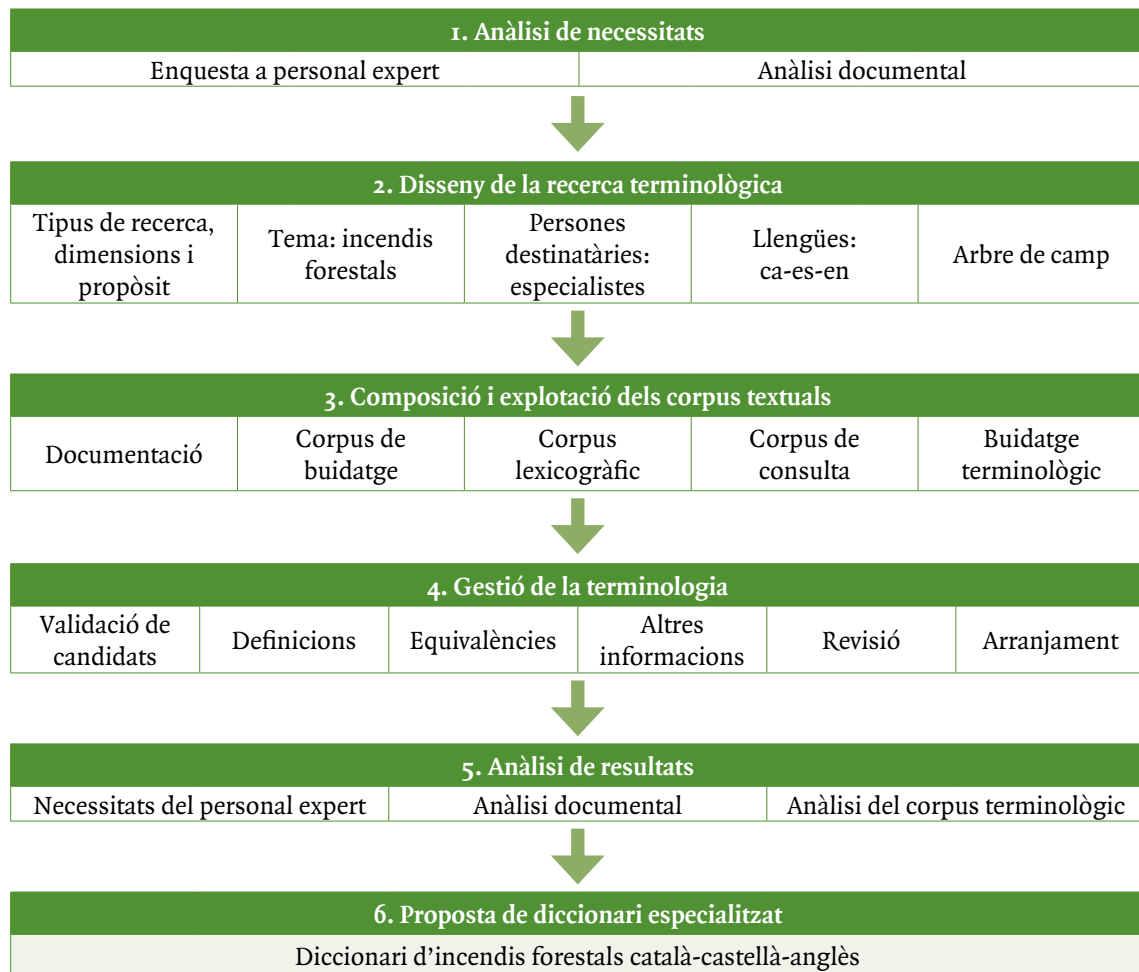 1. Anàlisi de necessitats
Enquesta a personal expert
Anàlisi documental
2. Disseny de la recerca terminològica
Tipus de recerca,
dimensions i
propòsit
Tema: incendis
forestals
Persones
destinatàries:
especialistes
Llengües:
ca-es-en
Arbre de camp
3. Composició i explotació dels corpus textuals
Documentació
Corpus de
buidatge
Corpus
lexicogràfic
Corpus de
consulta
Buidatge
terminològic
4. Gestió de la terminologia
Validació de
candidats
Definicions
Equivalències
Altres
informacions
Revisió
Arranjament
5. Anàlisi de resultats
Necessitats del personal expert
Anàlisi documental
Anàlisi del corpus terminològic
6. Proposta de diccionari especialitzat
Diccionari d’incendis forestals català-castellà-anglès